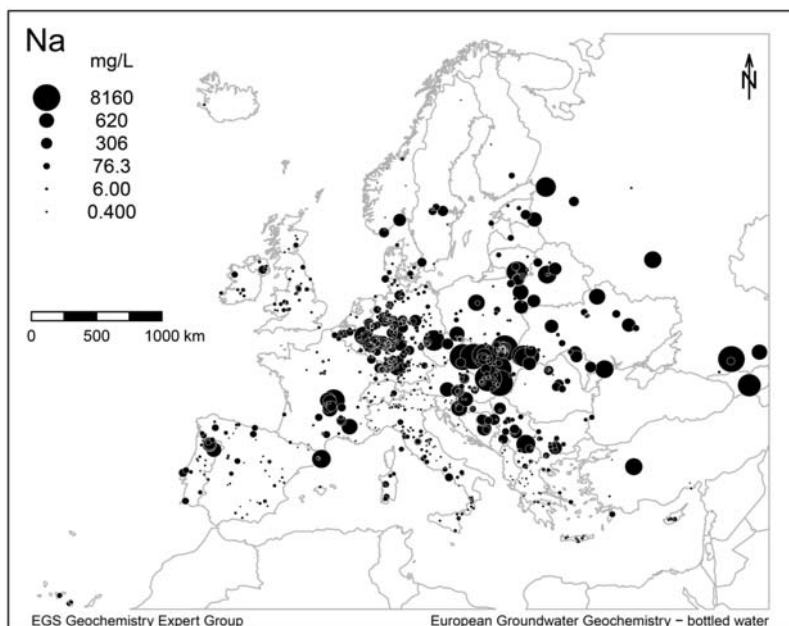 Na
mg/L
8160
620
306
76.3
6.00
0.400
N
0 500 1000 km
EGS Geochemistry Expert Group
European Groundwater Geochemistry − bottled water